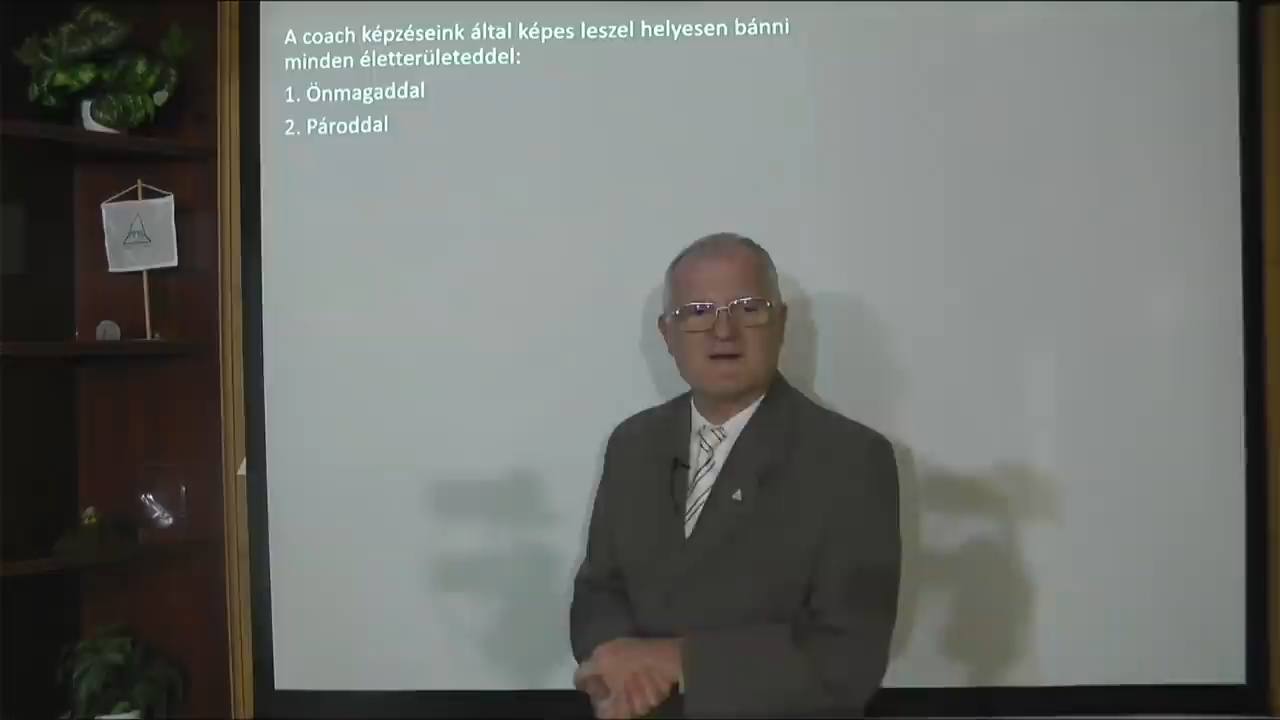 A coach képzéseink által képes leszel helyesen bánni
minden életterületeddel:
1. Önmagaddal
2. Pároddal